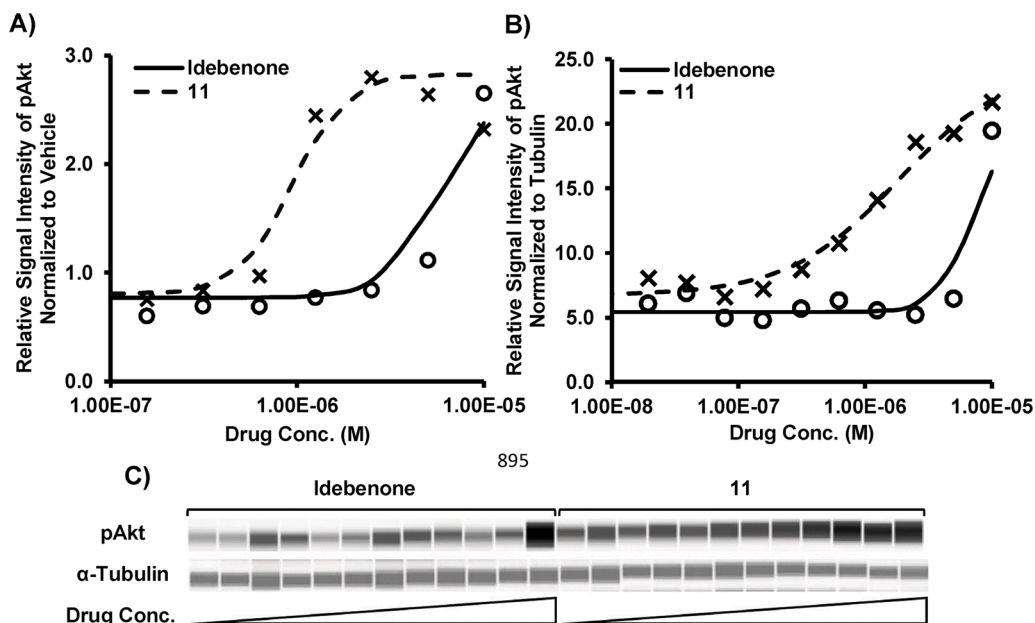 A)
Relative Signal Intensity of pAkt
Normalized to Vehicle
3.0
2.0
1.0
0.0
Idebenone
11
1.00E-07
1.00E-06
1.00E-05
Drug Conc. (M)
B)
Relative Signal Intensity of pAkt
Normalized to Tubulin
25.0
20.0
15.0
10.0
5.0
0.0
Idebenone
11
1.00E-08
1.00E-07
1.00E-06
1.00E-05
Drug Conc. (M)
895
C)
Idebenone
11
pAkt
α-Tubulin
Drug Conc.